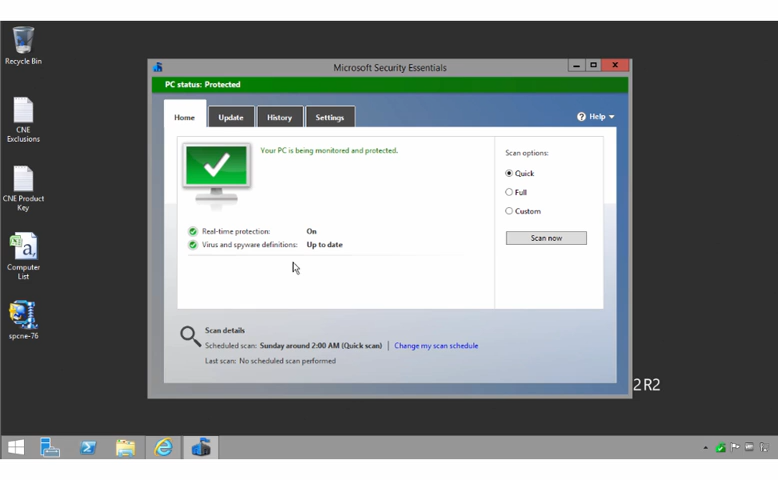 Recycle Bin
CNE
Exclusions
CNE Product
Key
Computer
List
spcne-76
Microsoft Security Essentials
PC status: Protected
Home
Update
History
Settings
Help
Your PC is being monitored and protected.
Real-time protection: On
Virus and spyware definitions: Up to date
Scan options:
Quick
Full
Custom
Scan now
Scan details
Scheduled scan: Sunday around 2:00 AM (Quick scan) | Change my scan schedule
Last scan: No scheduled scan performed
2 R2